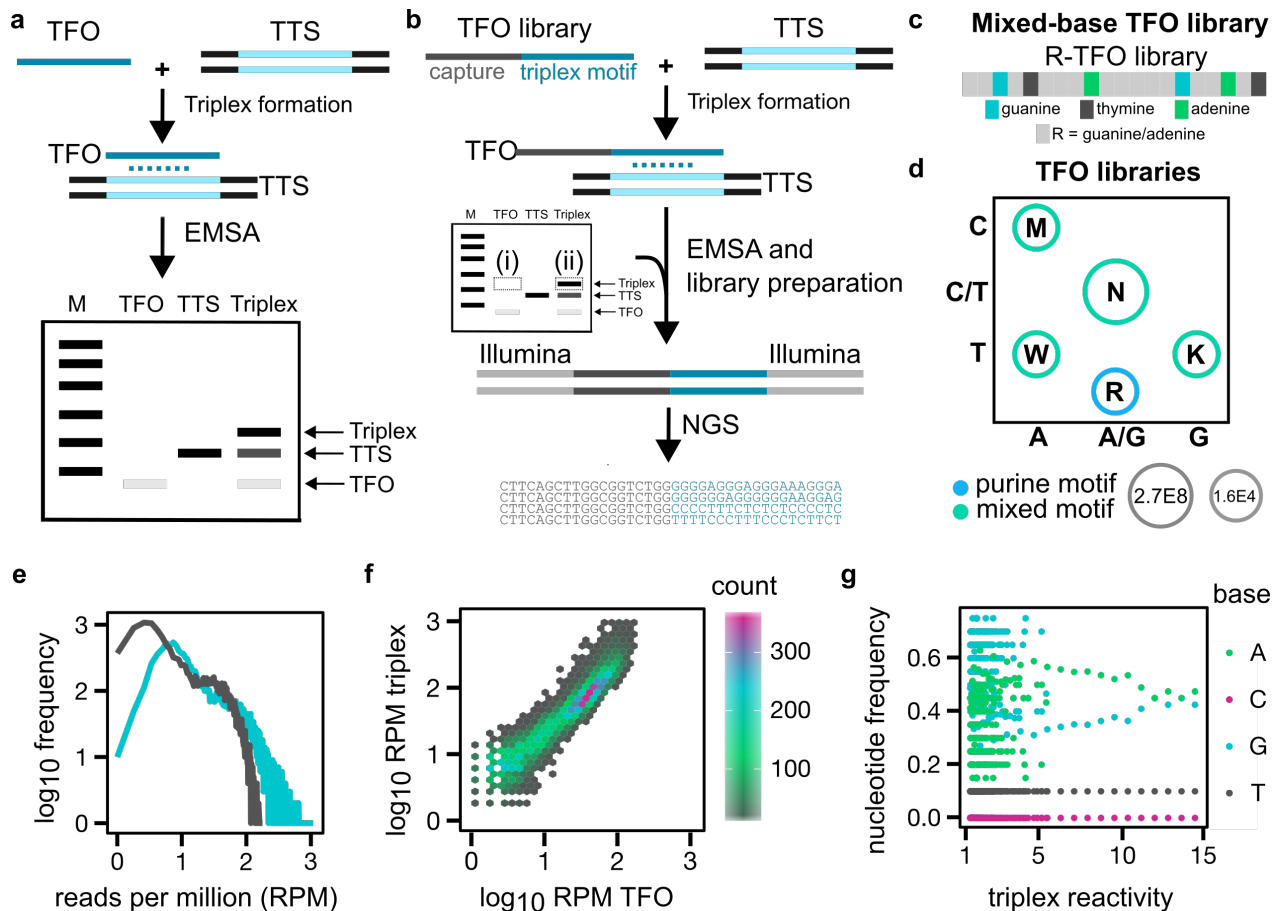 a
TFO
TTS
+
Triplex formation
TFO
TTS
EMSA
M TFO TTS Triplex
Triplex
TTS
TFO
b
TFO library
TTS
capture triplex motif
+
Triplex formation
TFO
TTS
M TFO TTS Triplex
(i) (ii)
Triplex
TTS
TFO
EMSA and
library preparation
Illumina Illumina
NGS
CTTCAGCTTGGCGGTCTGGGGGGAGGGAGGGAAAGGGA
CTTCAGCTTGGCGGTCTGGGGGGGAGGGGGGAAGGAG
CTTCAGCTTGGCGGTCTGGCCCCTTTCTCTCTCCCCTC
CTTCAGCTTGGCGGTCTGGTTTTCCCTTTCCCTCTTCT
c
Mixed-base TFO library
R-TFO library
guanine thymine adenine
R = guanine/adenine
d
TFO libraries
C
C/T
T
M
N
W
K
R
A A/G G
purine motif
mixed motif
2.7E8
1.6E4
e
log10 frequency
3
2
1
0
0 1 2 3
reads per million (RPM)
f
log10 RPM triplex
3
2
1
0
0 1 2 3
log10 RPM TFO
count
300
200
100
g
nucleotide frequency
0.6
0.4
0.2
0.0
1 5 10 15
triplex reactivity
base
A
C
G
T